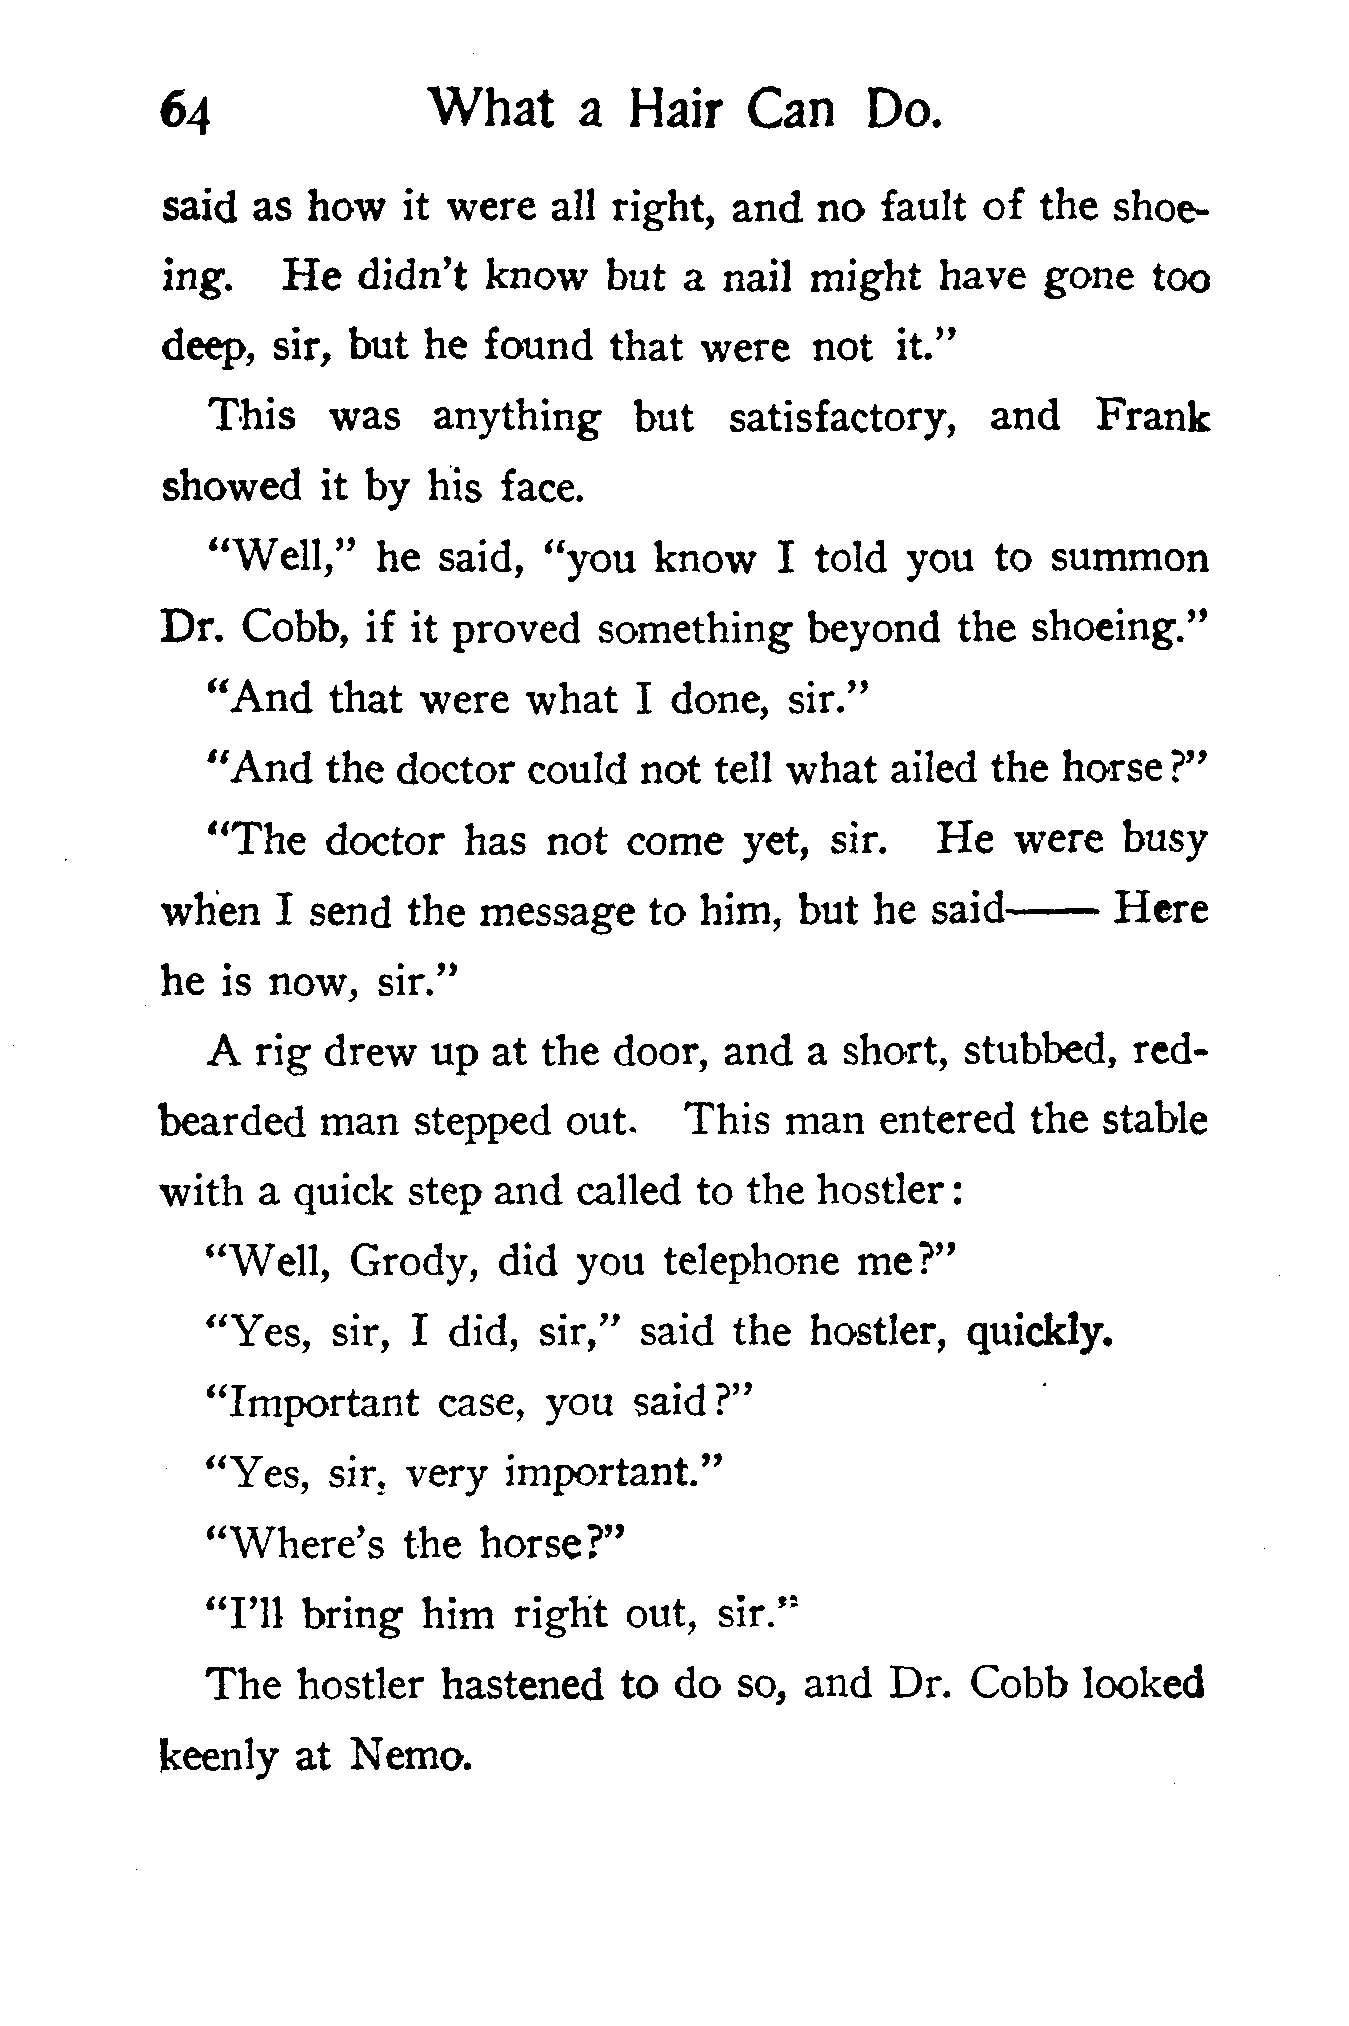 64 What a Hair Can Do.
said as how it were all right, and no fault of the shoe-
ing. He didn't know but a nail might have gone too
deep, sir, but he found that were not it."
This was anything but satisfactory, and Frank
showed it by his face.
"Well," he said, "you know I told you to summon
Dr. Cobb, if it proved something beyond the shoeing."
"And that were what I done, sir."
"And the doctor could not tell what ailed the horse?"
"The doctor has not come yet, sir. He were busy
when I send the message to him, but he said—— Here
he is now, sir."
A rig drew up at the door, and a short, stubbed, red-
bearded man stepped out. This man entered the stable
with a quick step and called to the hostler:
"Well, Grody, did you telephone me?"
"Yes, sir, I did, sir," said the hostler, quickly.
"Important case, you said?"
"Yes, sir, very important."
"Where's the horse?"
"I'll bring him right out, sir."
The hostler hastened to do so, and Dr. Cobb looked
keenly at Nemo.